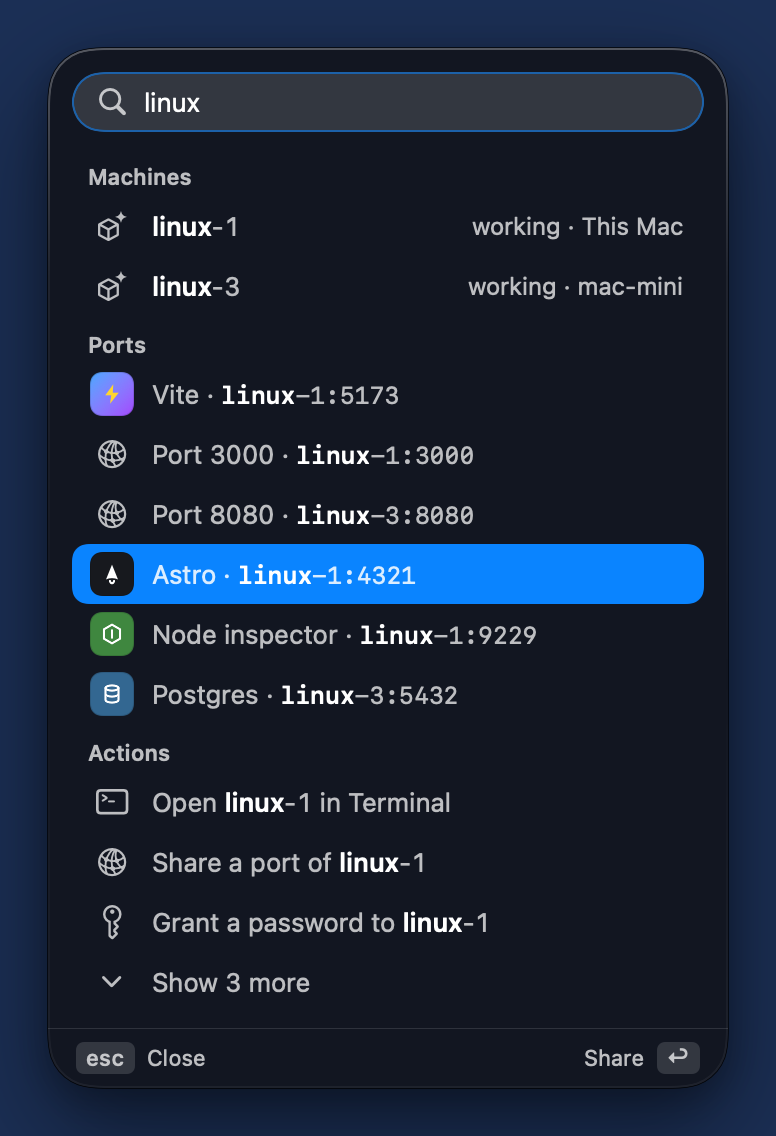 linux
Machines
linux-1 working · This Mac
linux-3 working · mac-mini
Ports
Vite · linux-1:5173
Port 3000 · linux-1:3000
Port 8080 · linux-3:8080
Astro · linux-1:4321
Node inspector · linux-1:9229
Postgres · linux-3:5432
Actions
Open linux-1 in Terminal
Share a port of linux-1
Grant a password to linux-1
Show 3 more
esc Close Share